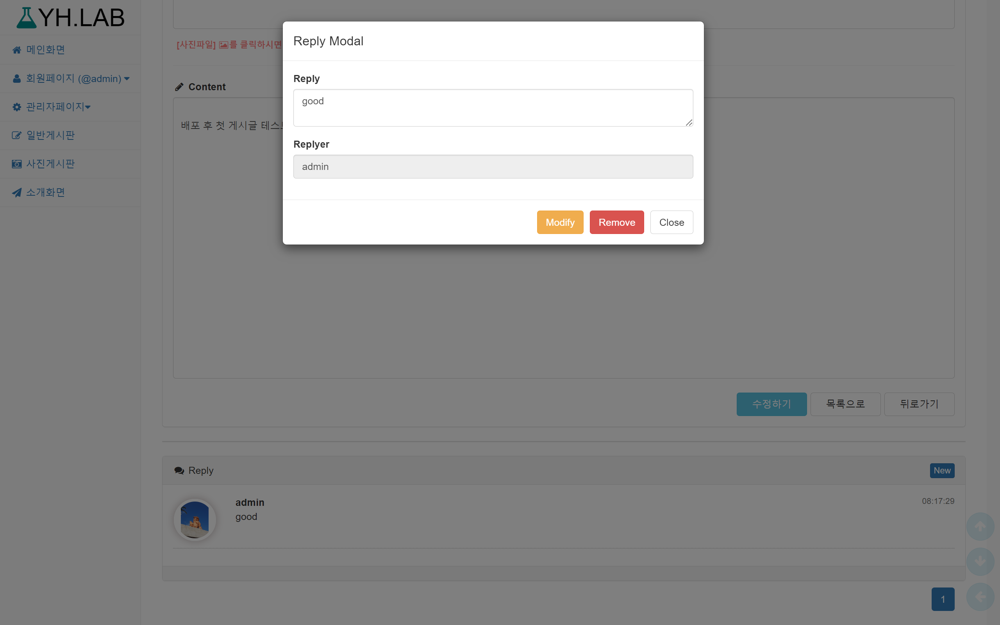 YH.LAB
메인화면
회원페이지 (@admin)
관리자페이지
일반게시판
사진게시판
소개화면
[사진파일] 를 클릭하시면
Content
배포 후 첫 게시글 테스
Reply Modal
Reply
good
Replyer
admin
Modify Remove Close
수정하기 목록으로 뒤로가기
Reply New
admin 08:17:29
good
1